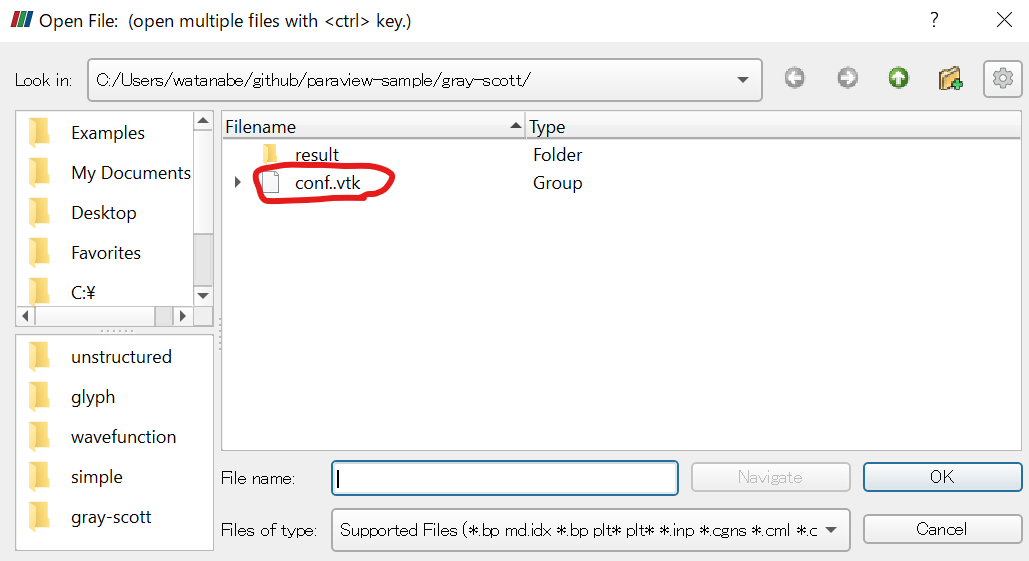 Open File: (open multiple files with <ctrl> key.)
?
Look in:
C:/Users/watanabe/github/paraview-sample/gray-scott/
Examples
My Documents
Desktop
Favorites
C:¥
unstructured
glyph
wavefunction
simple
gray-scott
Filename Type
result Folder
conf..vtk Group
File name:
Navigate OK
Files of type: Supported Files (*.bp md.idx *.bp plt* plt* *.inp *.cgns *.cml *.c
Cancel